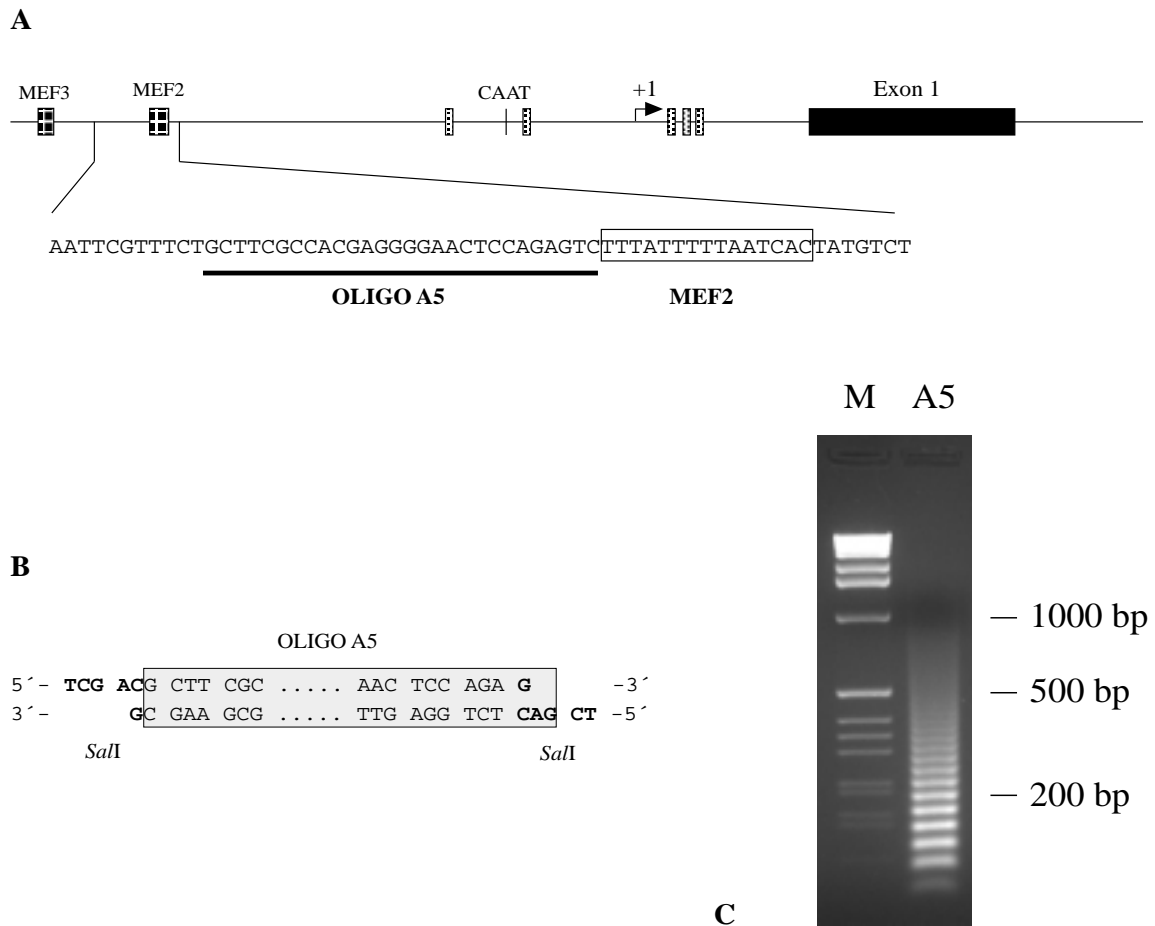 A
MEF3 MEF2 CAAT +1 Exon 1
AATTCGTTTCTGCTTCGCCACGAGGGGAACTCCAGAGTCTTTATTTTTAATCACTATGTCT
OLIGO A5 MEF2
M A5
B
OLIGO A5
5´- TCG ACG CTT CGC ..... AAC TCC AGA G -3´
3´- GC GAA GCG ..... TTG AGG TCT CAG CT -5´
SalI SalI
1000 bp
500 bp
200 bp
C